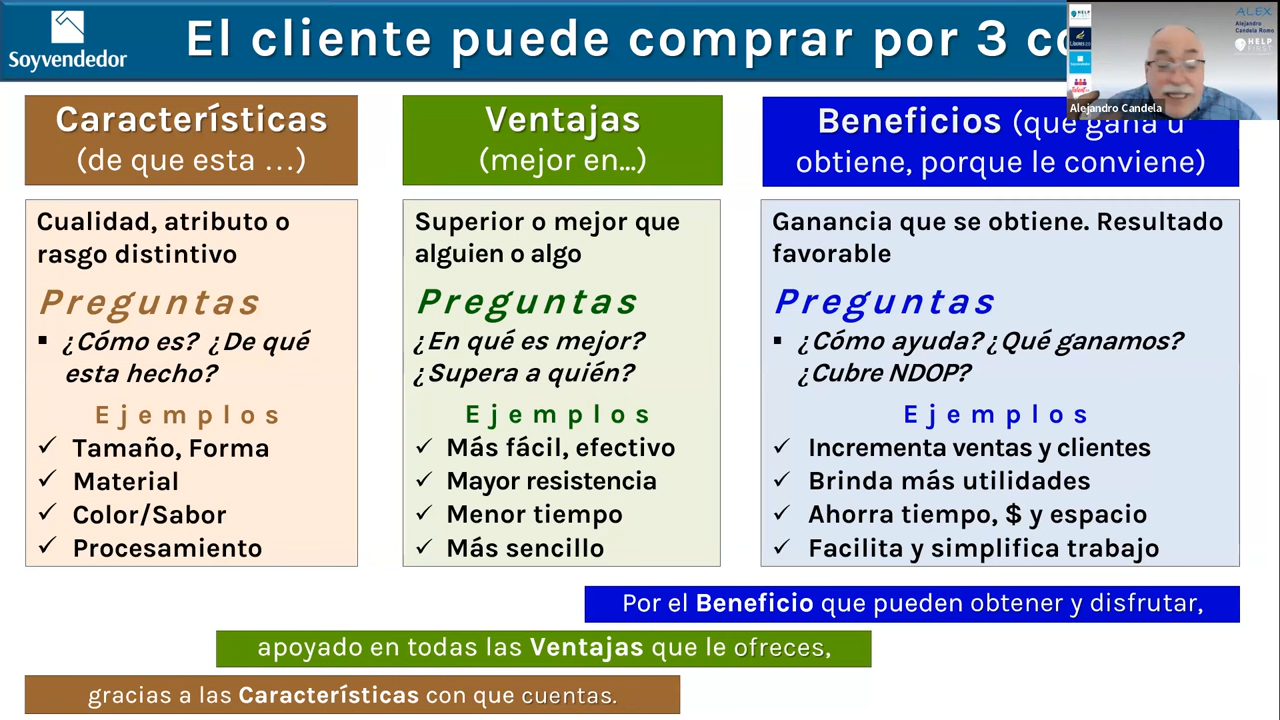 Soyvendedor
El cliente puede comprar por 3
Alejandro Candela
ALEX
Alejandro
Candela Romo
HELP
Características
(de que esta ...)
Ventajas
(mejor en...)
Beneficios (que gana u
obtiene, porque le conviene)
Cualidad, atributo o
rasgo distintivo
Preguntas
▪ ¿Cómo es? ¿De qué
esta hecho?
Ejemplos
✓ Tamaño, Forma
✓ Material
✓ Color/Sabor
✓ Procesamiento
Superior o mejor que
alguien o algo
Preguntas
¿En qué es mejor?
¿Supera a quién?
Ejemplos
✓ Más fácil, efectivo
✓ Mayor resistencia
✓ Menor tiempo
✓ Más sencillo
Ganancia que se obtiene. Resultado
favorable
Preguntas
▪ ¿Cómo ayuda? ¿Qué ganamos?
¿Cubre NDOP?
Ejemplos
✓ Incrementa ventas y clientes
✓ Brinda más utilidades
✓ Ahorra tiempo, $ y espacio
✓ Facilita y simplifica trabajo
Por el Beneficio que pueden obtener y disfrutar,
apoyado en todas las Ventajas que le ofreces,
gracias a las Características con que cuentas.